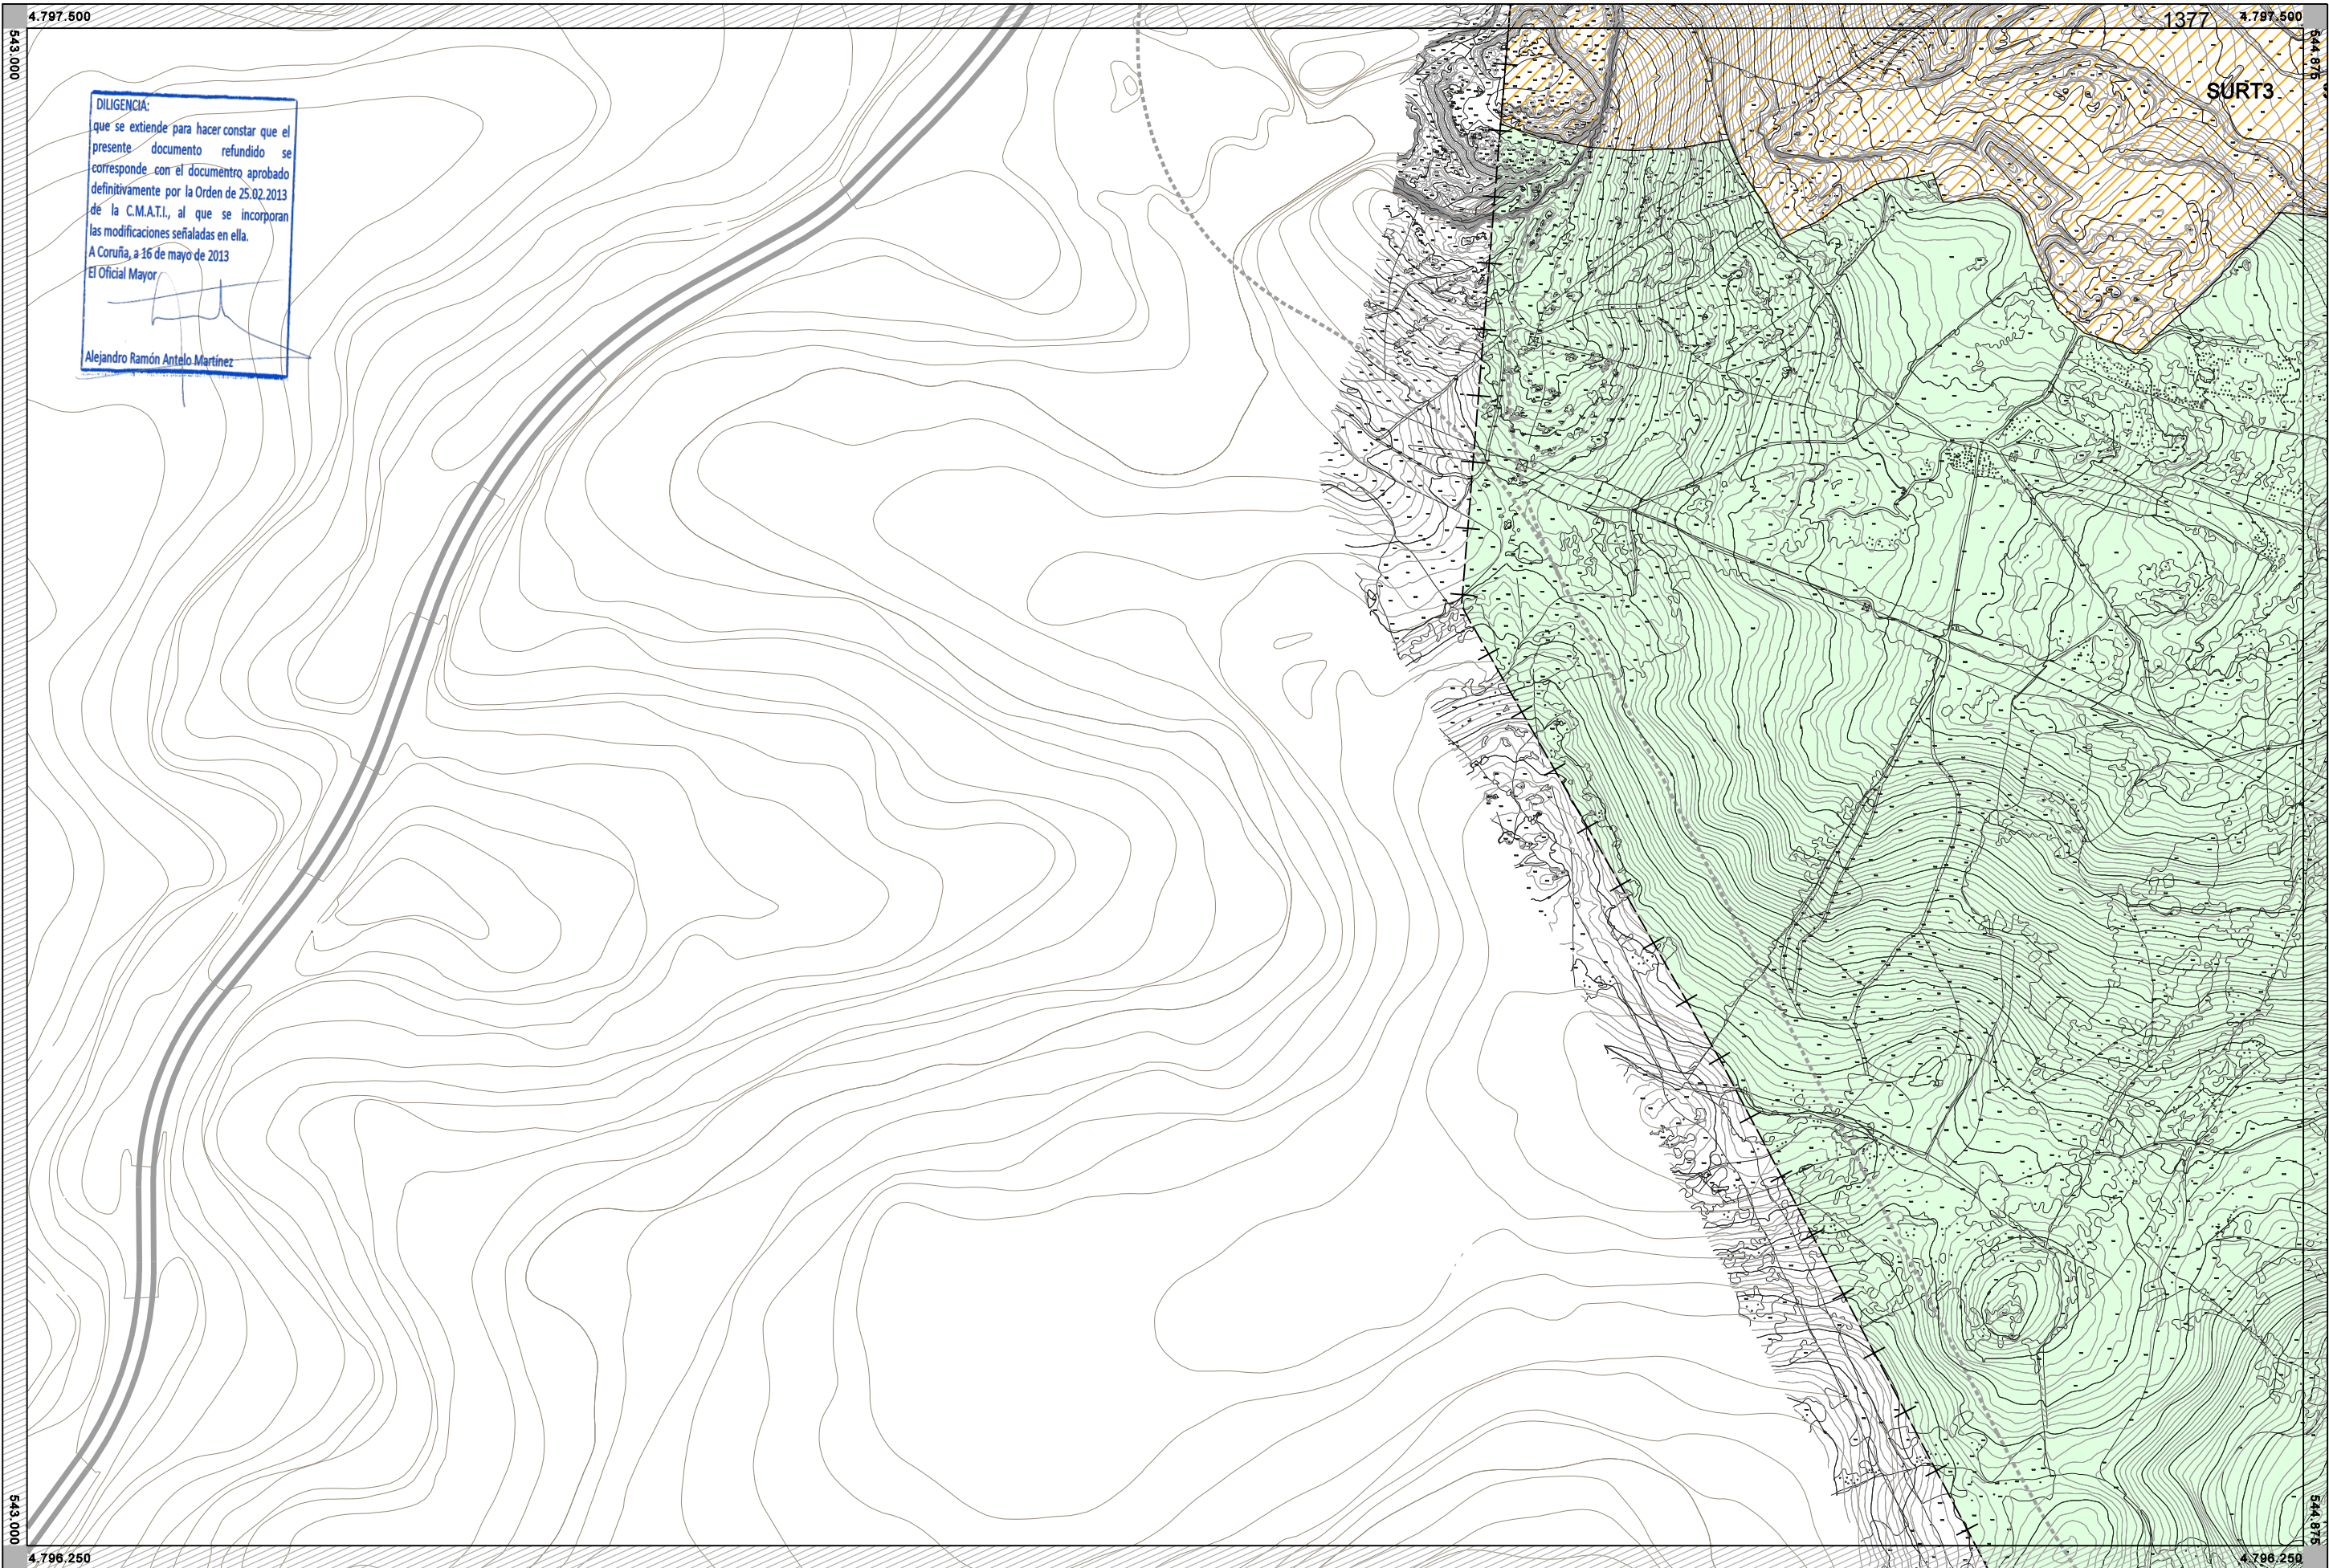 4.797.500
1377
4.797.500
543.000
544.875
SURT3
DILIGENCIA:
que se extiende para hacer constar que el
presente documento refundido se
corresponde con el documentro aprobado
definitivamente por la Orden de 25.02.2013
de la C.M.A.T.I., al que se incorporan
las modificaciones señaladas en ella.
A Coruña, a 16 de mayo de 2013
El Oficial Mayor
Alejandro Ramón Antelo Martínez
543.000
544.875
4.796.250
4.796.250